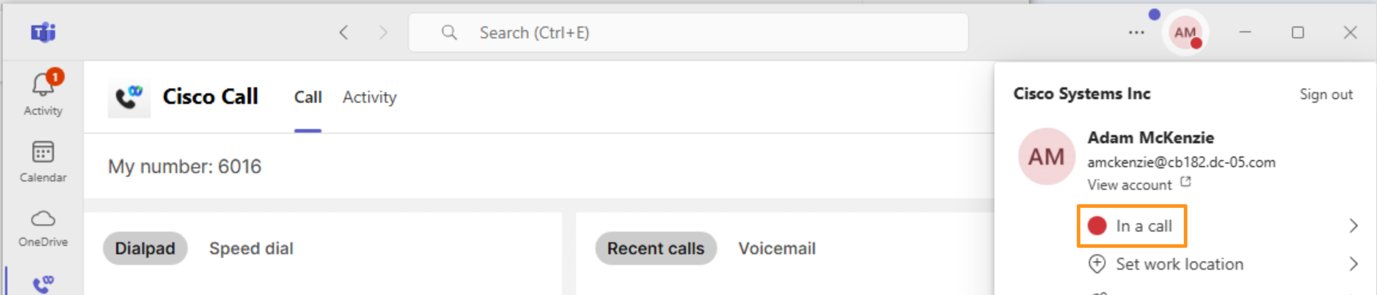 Search (Ctrl+E)
AM
1
Activity
Calendar
OneDrive
Cisco Call
Call
Activity
My number: 6016
Dialpad
Speed dial
Recent calls
Voicemail
Cisco Systems Inc
Sign out
AM
Adam McKenzie
amckenzie@cb182.dc-05.com
View account
In a call
Set work location